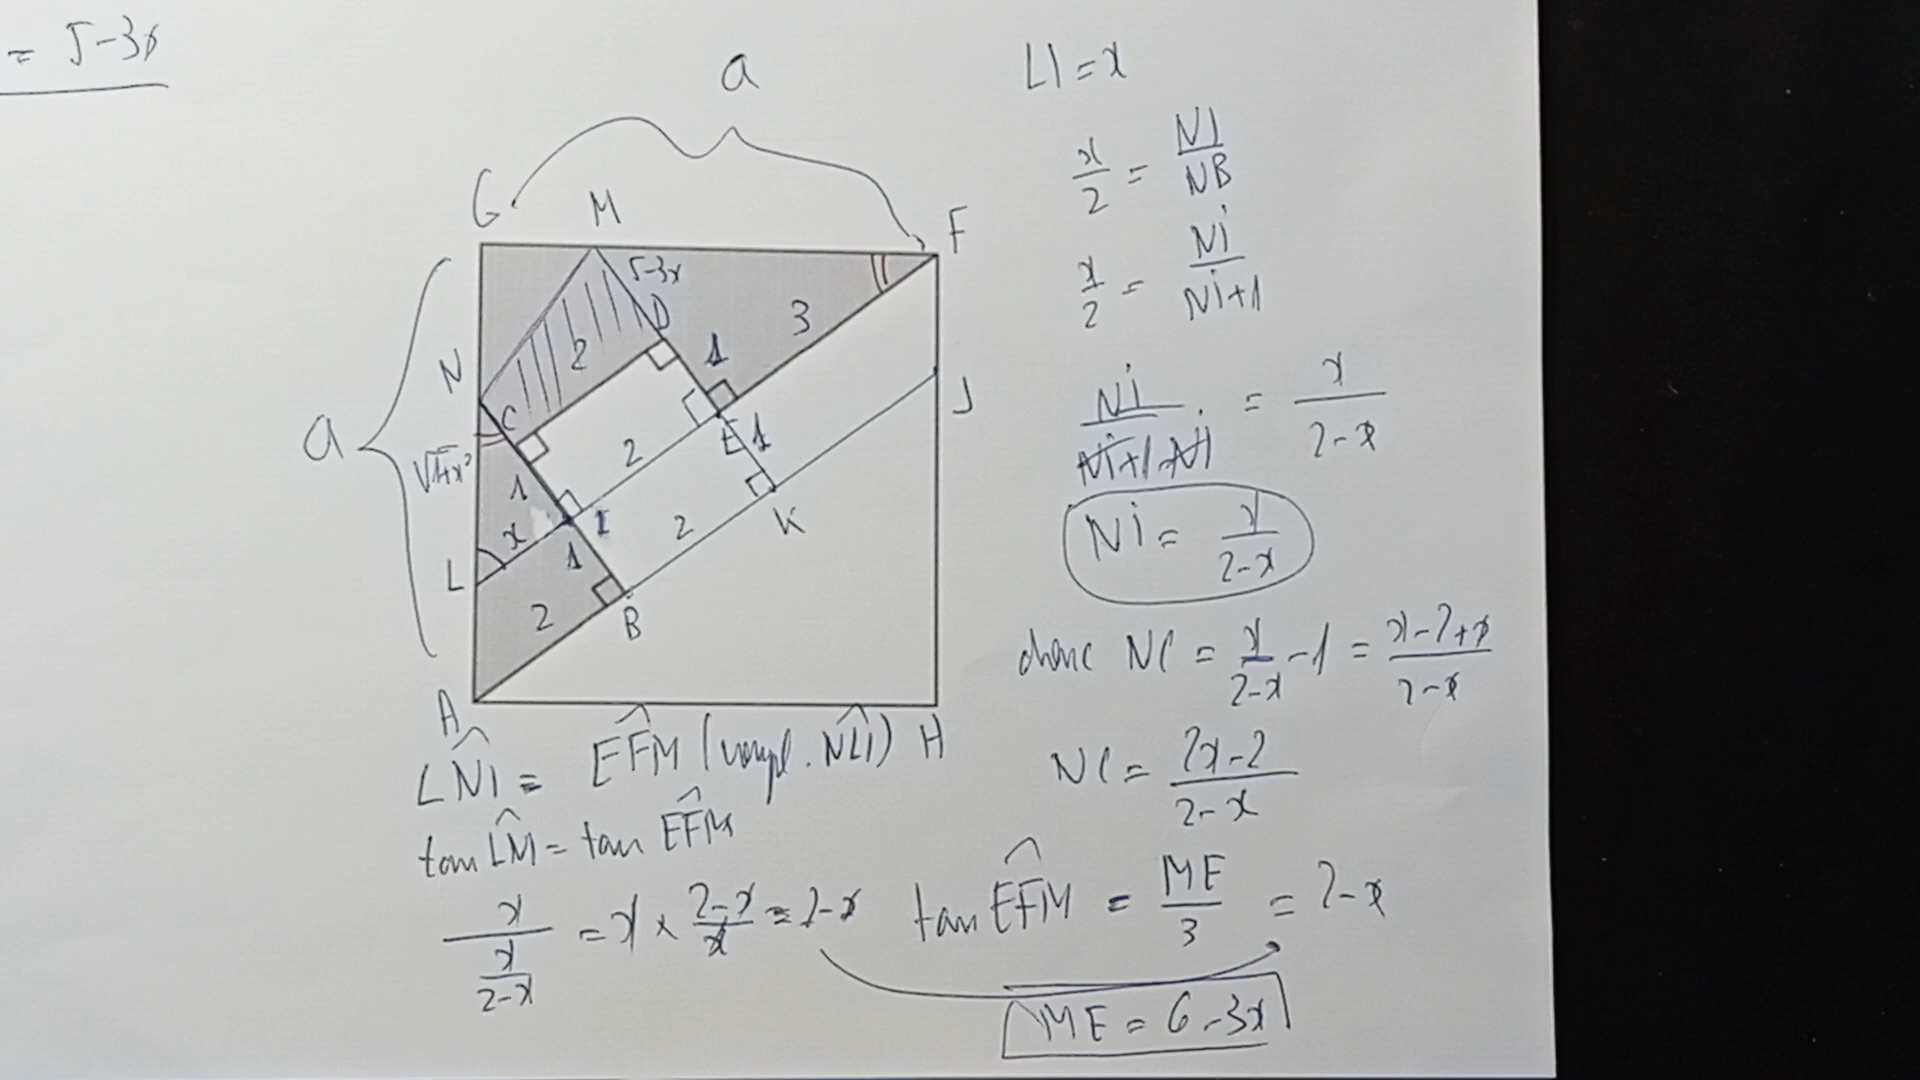 = 5-3x
a
G
M
F
a
5-3x
D
3
2
1
N
C
J
√1+x²
E
1
2
1
I
K
x
2
L
1
2
B
A
H
LNI = EFM (compl. NLI)
tan LNI = tan EFM
x / (x / (2-x)) = x × (2-x)/x = 2-x
LI = x
x/2 = NI/NB
x/2 = Ni/(Ni+1)
Ni/(Ni+1-Ni) = x/(2-x)
Ni = x/(2-x)
donc NC = x/(2-x) - 1 = (x-2+x)/(2-x)
NC = (2x-2)/(2-x)
tan EFM = ME/3 = 2-x
ME = 6-3x